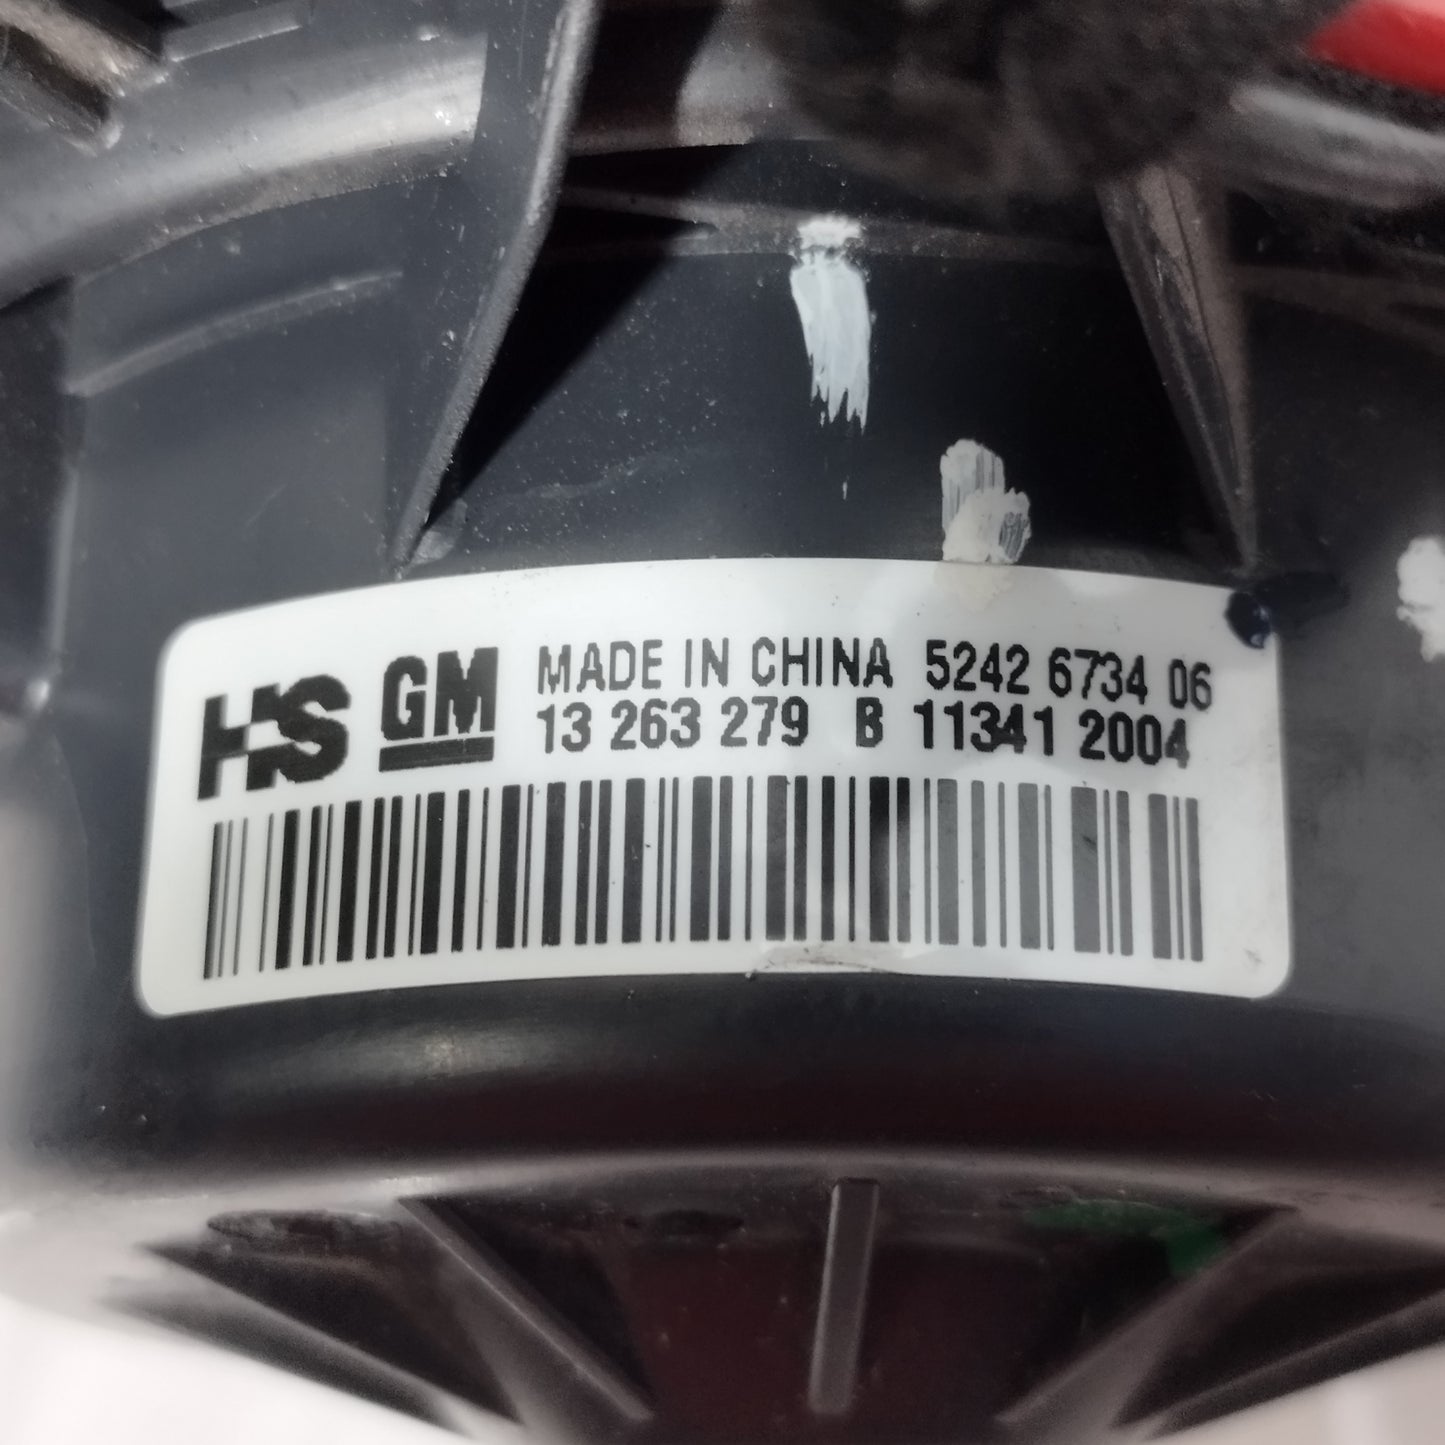 HS GM MADE IN CHINA 5242 6734 06
13 263 279 B 11341 2004